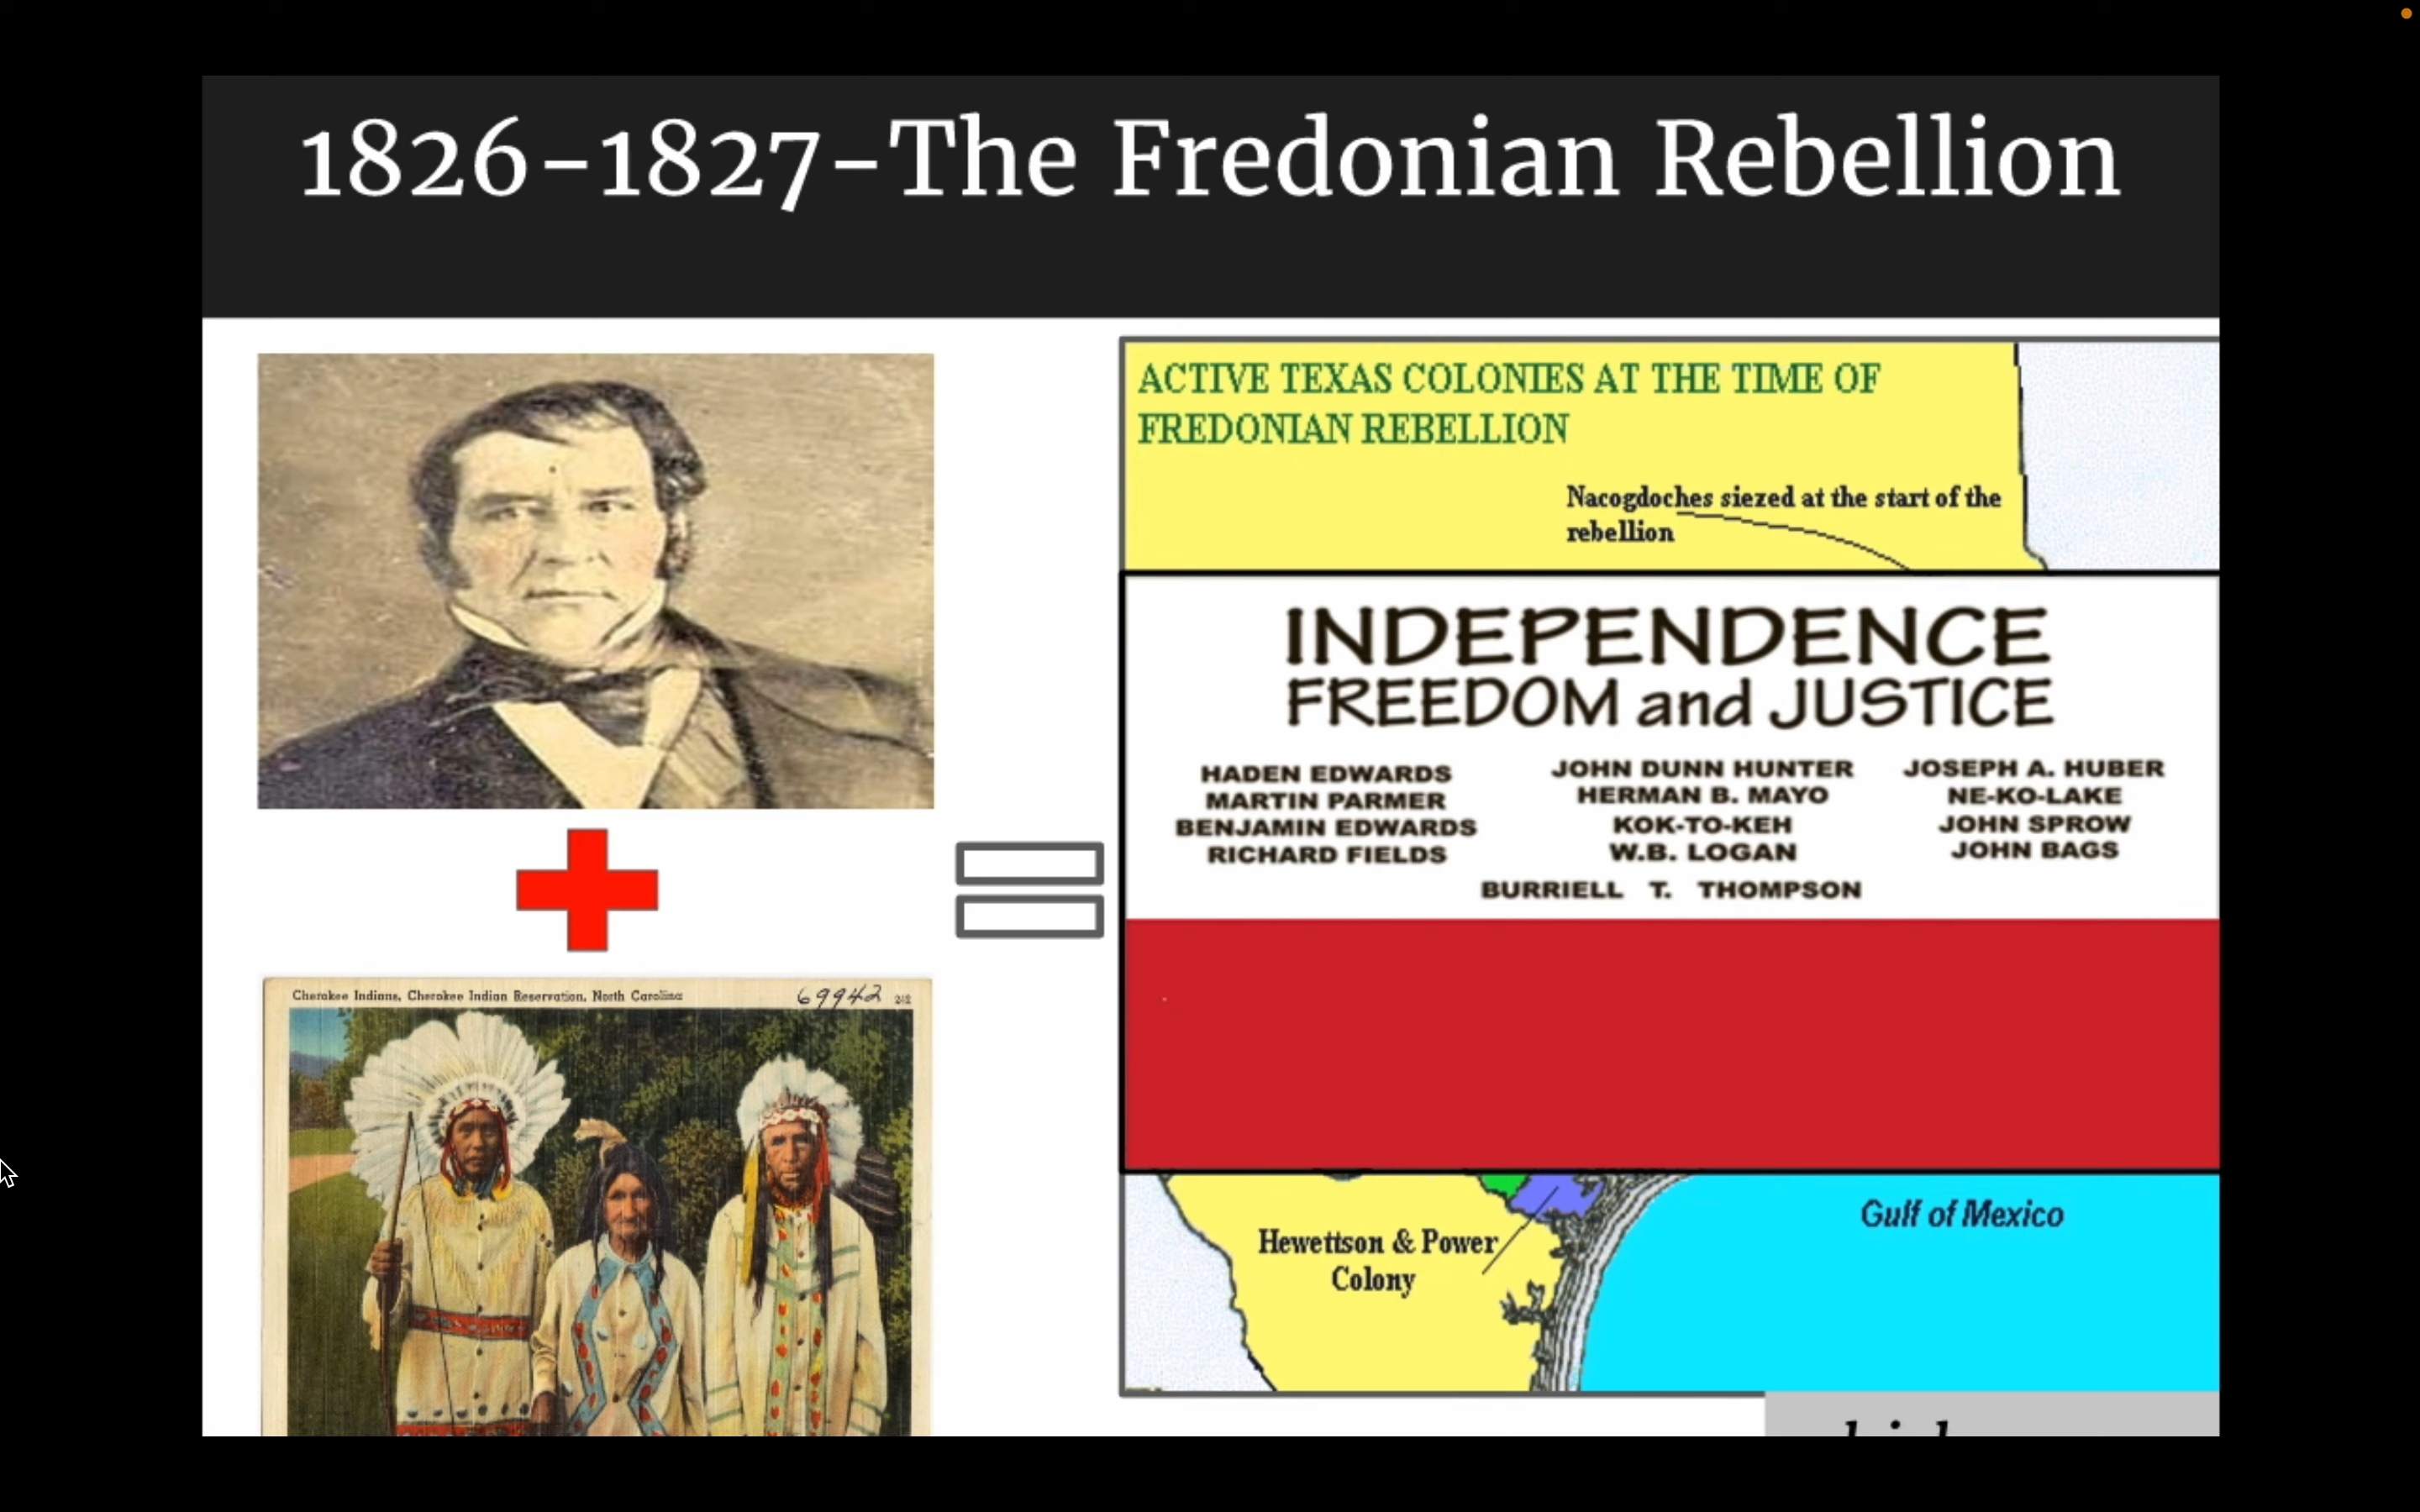 1826-1827-The Fredonian Rebellion
ACTIVE TEXAS COLONIES AT THE TIME OF
FREDONIAN REBELLION
Nacogdoches siezed at the start of the
rebellion
INDEPENDENCE
FREEDOM and JUSTICE
HADEN EDWARDS
MARTIN PARMER
BENJAMIN EDWARDS
RICHARD FIELDS
JOHN DUNN HUNTER
HERMAN B. MAYO
KOK-TO-KEH
W.B. LOGAN
JOSEPH A. HUBER
NE-KO-LAKE
JOHN SPROW
JOHN BAGS
BURRIELL T. THOMPSON
Cherokee Indians, Cherokee Indian Reservation, North Carolina
69942
Hewettson & Power
Colony
Gulf of Mexico